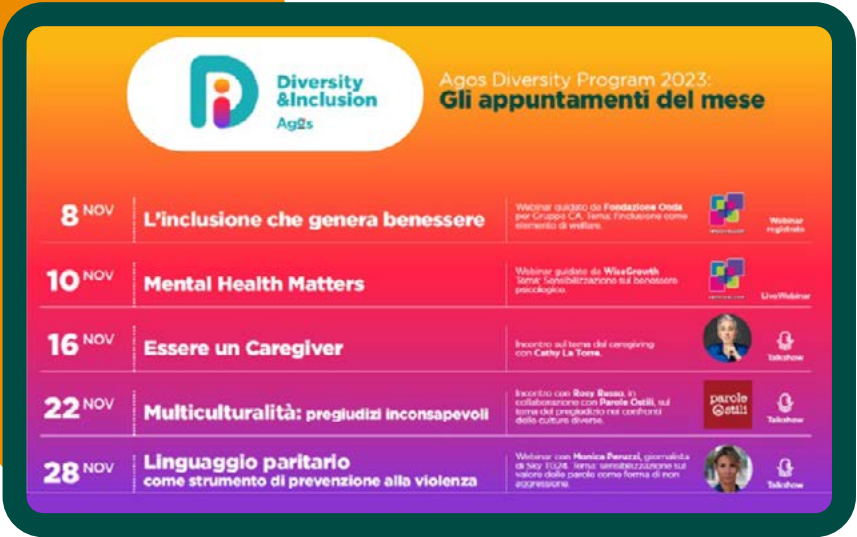 Diversity
&Inclusion
Agos
Agos Diversity Program 2023:
Gli appuntamenti del mese
8 NOV
L'inclusione che genera benessere
Webinar guidato da Fondazione Onda
per Gruppo CA. Tema: l'inclusione come
elemento di welfare.
Webinar
registrato
10 NOV
Mental Health Matters
Webinar guidato da WiseGrowth
Tema: Sensibilizzazione sul benessere
psicologico.
LiveWebinar
16 NOV
Essere un Caregiver
Incontro sul tema del caregiving
con Cathy La Torre.
Talkshow
22 NOV
Multiculturalità: pregiudizi inconsapevoli
Incontro con Rosy Russo, in
collaborazione con Parole Ostili, sul
tema del pregiudizio nei confronti
delle culture diverse.
parole
Ostili
Talkshow
28 NOV
Linguaggio paritario
come strumento di prevenzione alla violenza
Webinar con Monica Peruzzi, giornalista
di Sky TG24. Tema: sensibilizzazione sul
valore delle parole come forma di non
aggressione.
Talkshow